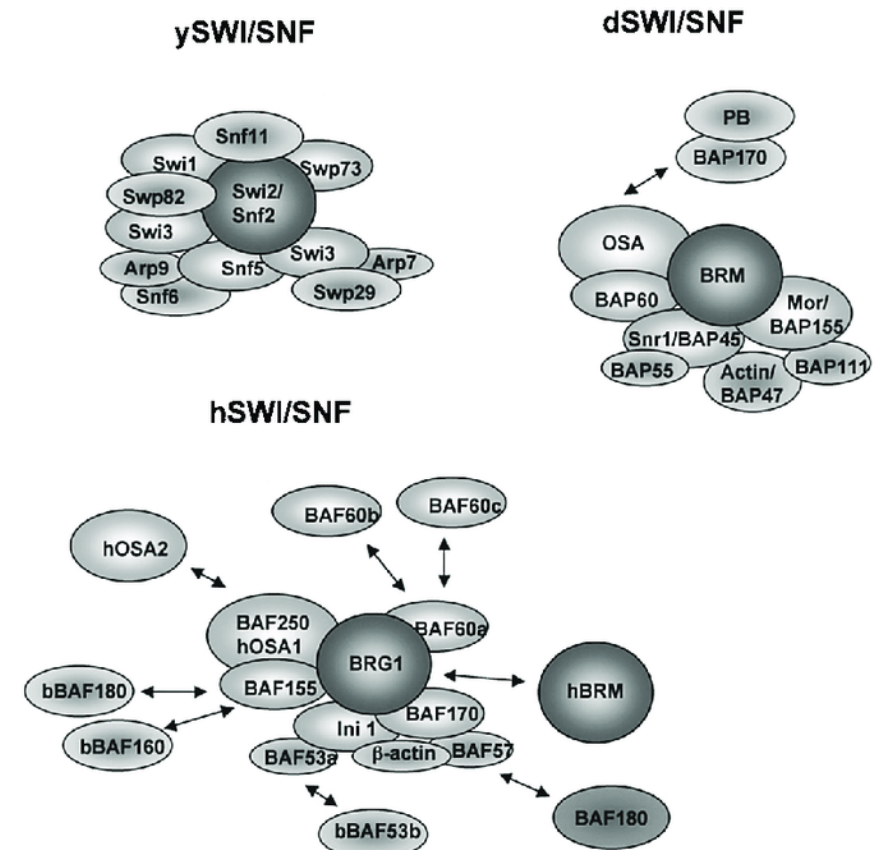 ySWI/SNF
Snf11
Swi1
Swp73
Swp82
Swi2/
Snf2
Swi3
Swi3
Arp9
Snf5
Arp7
Snf6
Swp29
dSWI/SNF
PB
BAP170
OSA
BRM
BAP60
Mor/
BAP155
Snr1/BAP45
BAP55
Actin/
BAP47
BAP111
hSWI/SNF
BAF60b
BAF60c
hOSA2
BAF250
hOSA1
BAF60a
BRG1
hBRM
bBAF180
BAF155
BAF170
bBAF160
Ini 1
BAF53a
β-actin
BAF57
bBAF53b
BAF180